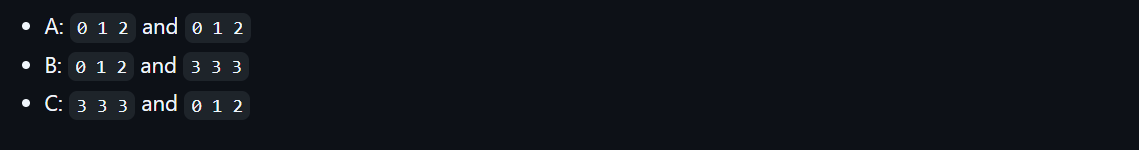 A: 0 1 2 and 0 1 2
B: 0 1 2 and 3 3 3
C: 3 3 3 and 0 1 2